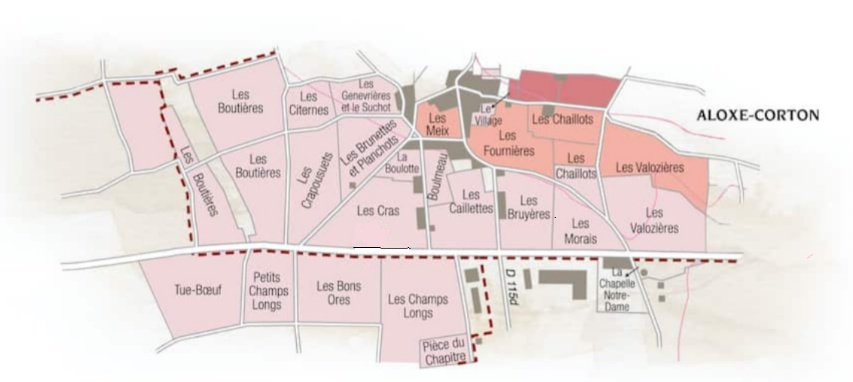 ALOXE-CORTON
Les
Boutières
Les
Citernes
Les
Genevrières
et le Suchot
Les
Meix
Le
Village
Les
Fournières
Les Chaillots
Les
Chaillots
Les Valozières
Les
Boutières
Les
Boutières
Les
Crapousuets
Les Brunettes
et Planchots
La
Boulotte
Boulmeau
Les Cras
Les
Caillettes
Les
Bruyères
Les
Morais
Les
Valozières
Tue-Bœuf
Petits
Champs
Longs
Les Bons
Ores
Les Champs
Longs
Pièce du
Chapitre
D 115d
La
Chapelle
Notre-
Dame